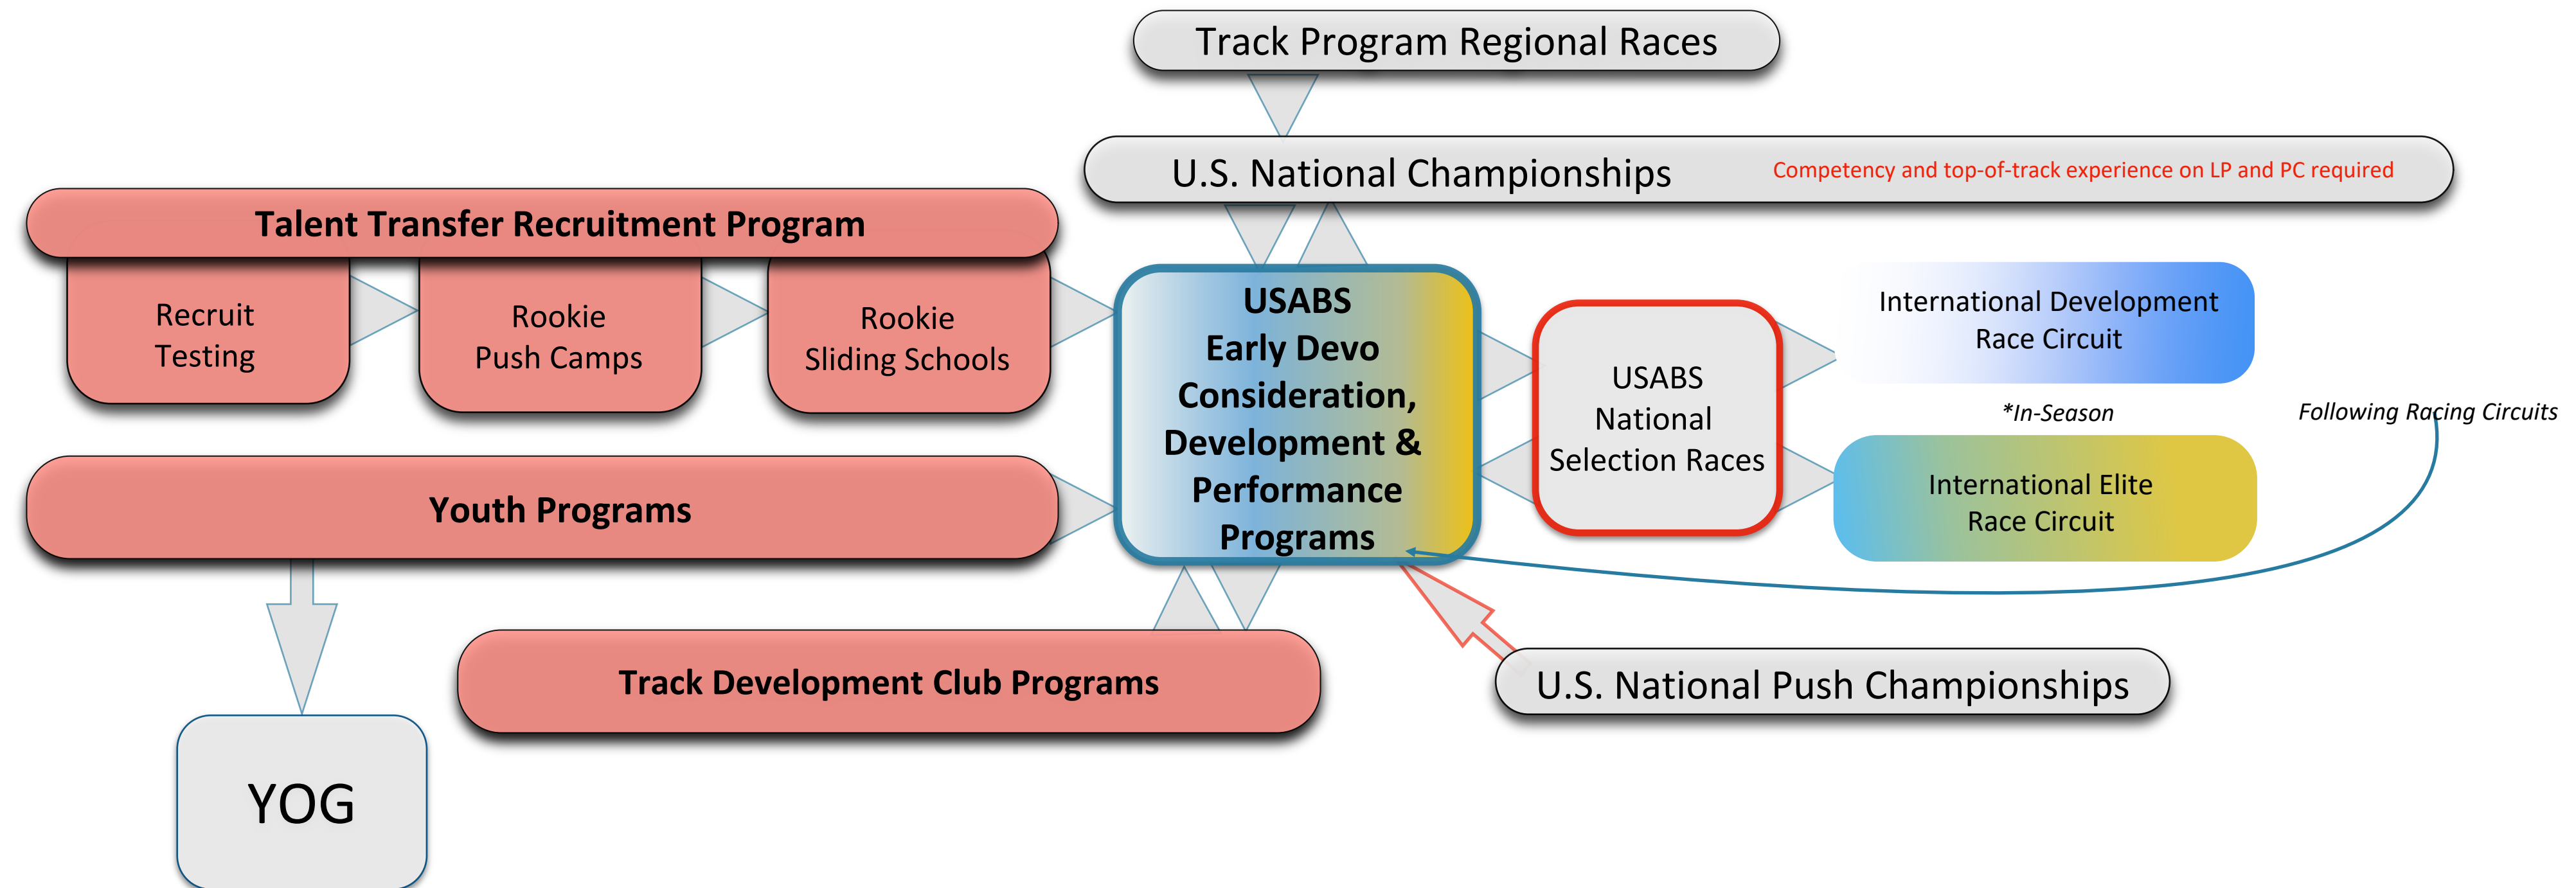 Track Program Regional Races
U.S. National Championships
Competency and top-of-track experience on LP and PC required
Talent Transfer Recruitment Program
Recruit
Testing
Rookie
Push Camps
Rookie
Sliding Schools
USABS
Early Devo
Consideration,
Development &
Performance
Programs
USABS
National
Selection Races
International Development
Race Circuit
*In-Season
Following Racing Circuits
International Elite
Race Circuit
Youth Programs
Track Development Club Programs
U.S. National Push Championships
YOG